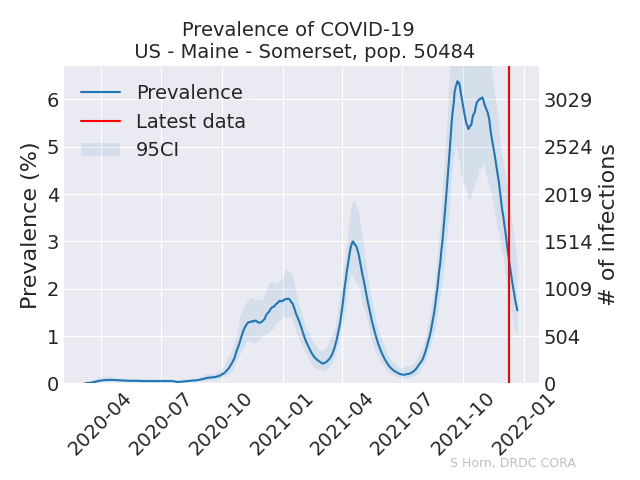 Prevalence of COVID-19
US - Maine - Somerset, pop. 50484
Prevalence
Latest data
95CI
Prevalence (%)
6
5
4
3
2
1
0
3029
2524
2019
1514
1009
504
0
# of infections
2020-04
2020-07
2020-10
2021-01
2021-04
2021-07
2021-10
2022-01
S Horn, DRDC CORA